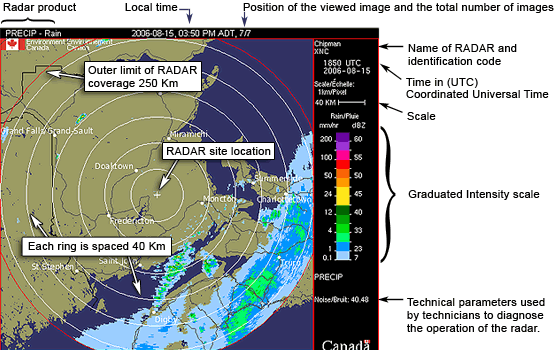 Radar product
Local time
Position of the viewed image and the total number of images
PRECIP - Rain
2006-08-15, 03:50 PM ADT, 7/7
Environment Environnement
Canada Canada
Chipman
XNC
1850 UTC
2006-08-15
Scale/Échelle:
1km/Pixel
40 KM
Rain/Pluie
mm/hr dBZ
200 60
100 55
50 50
24 45
12 40
4 30
2 23
0.1 7
PRECIP
Noise/Bruit: 40.48
Canada
Name of RADAR and
identification code
Time in (UTC)
Coordinated Universal Time
Scale
Graduated Intensity scale
Technical parameters used
by technicians to diagnose
the operation of the radar.
Outer limit of RADAR
coverage 250 Km
RADAR site location
Each ring is spaced 40 Km
Grand Falls/Grand-Sault
Miramichi
Doaktown
Summerside
Charlottetown
Moncton
Fredericton
Saint John
St Stephen
Truro
Digby